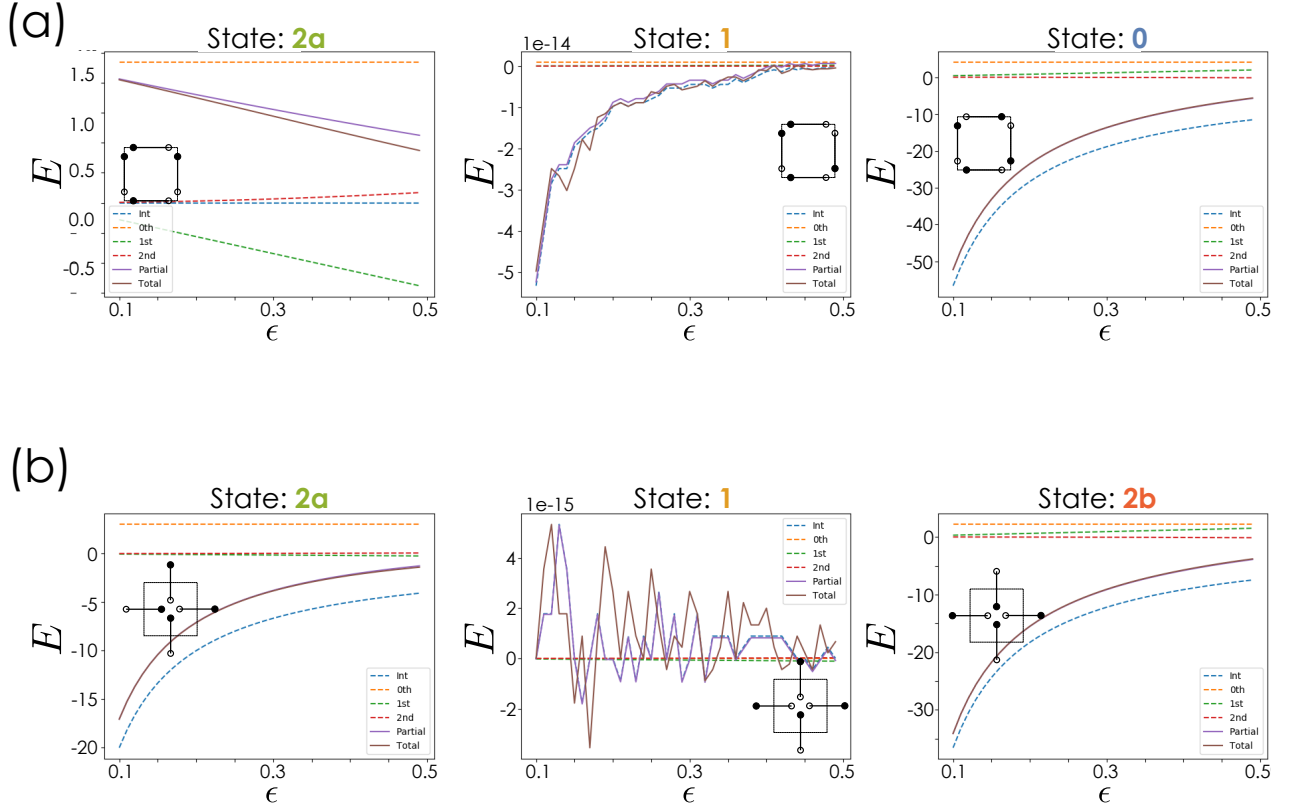 (a)
State: 2a
1.5
1.0
0.5
0.0
-0.5
E
Int
0th
1st
2nd
Partial
Total
0.1
0.3
0.5
ϵ
State: 1
1e-14
0
-1
-2
-3
-4
-5
E
Int
0th
1st
2nd
Partial
Total
0.1
0.3
0.5
ϵ
State: 0
0
-10
-20
-30
-40
-50
E
Int
0th
1st
2nd
Partial
Total
0.1
0.3
0.5
ϵ
(b)
State: 2a
0
-5
-10
-15
-20
E
Int
0th
1st
2nd
Partial
Total
0.1
0.3
0.5
ϵ
State: 1
1e-15
4
2
0
-2
E
Int
0th
1st
2nd
Partial
Total
0.1
0.3
0.5
ϵ
State: 2b
0
-10
-20
-30
E
Int
0th
1st
2nd
Partial
Total
0.1
0.3
0.5
ϵ